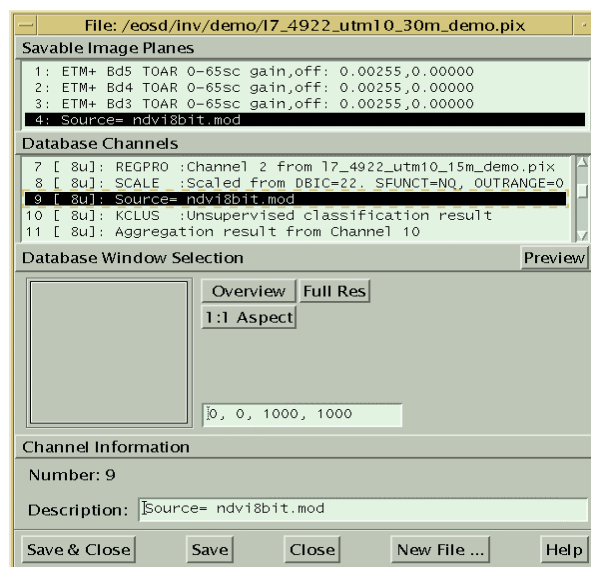 File: /eosd/inv/demo/l7_4922_utm10_30m_demo.pix
Savable Image Planes
1: ETM+ Bd5 TOAR 0-65sc gain,off: 0.00255,0.00000
2: ETM+ Bd4 TOAR 0-65sc gain,off: 0.00255,0.00000
3: ETM+ Bd3 TOAR 0-65sc gain,off: 0.00255,0.00000
4: Source= ndvi8bit.mod
Database Channels
7 [ 8u]: REGPRO :Channel 2 from l7_4922_utm10_15m_demo.pix
8 [ 8u]: SCALE :Scaled from DBIC=22. SFUNCT=NQ, OUTRANGE=0
9 [ 8u]: Source= ndvi8bit.mod
10 [ 8u]: KCLUS :Unsupervised classification result
11 [ 8u]: Aggregation result from Channel 10
Database Window Selection Preview
Overview Full Res
1:1 Aspect
0, 0, 1000, 1000
Channel Information
Number: 9
Description: Source= ndvi8bit.mod
Save & Close Save Close New File ... Help